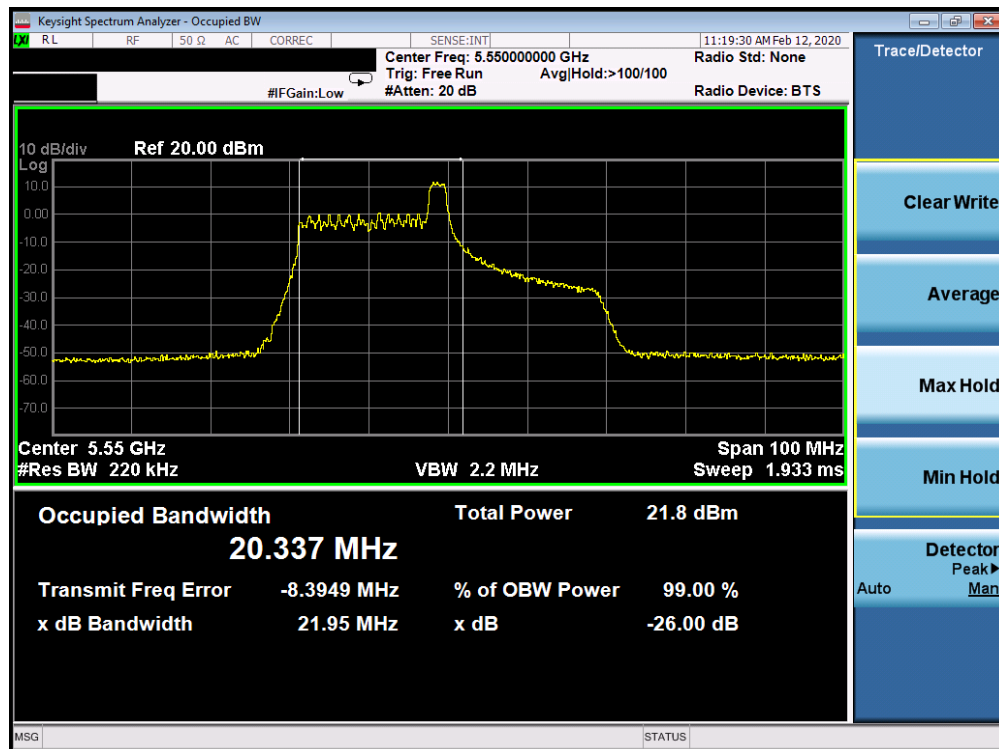 Keysight Spectrum Analyzer - Occupied BW
LXI RL RF 50 Ω AC CORREC SENSE:INT 11:19:30 AM Feb 12, 2020
Center Freq: 5.550000000 GHz Radio Std: None
Trig: Free Run Avg|Hold:>100/100
#IFGain:Low #Atten: 20 dB Radio Device: BTS
10 dB/div Ref 20.00 dBm
Log
10.0
0.00
-10.0
-20.0
-30.0
-40.0
-50.0
-60.0
-70.0
Center 5.55 GHz Span 100 MHz
#Res BW 220 kHz VBW 2.2 MHz Sweep 1.933 ms
Occupied Bandwidth Total Power 21.8 dBm
20.337 MHz
Transmit Freq Error -8.3949 MHz % of OBW Power 99.00 %
x dB Bandwidth 21.95 MHz x dB -26.00 dB
MSG STATUS
Trace/Detector
Clear Write
Average
Max Hold
Min Hold
Detector
Peak▶
Auto Man